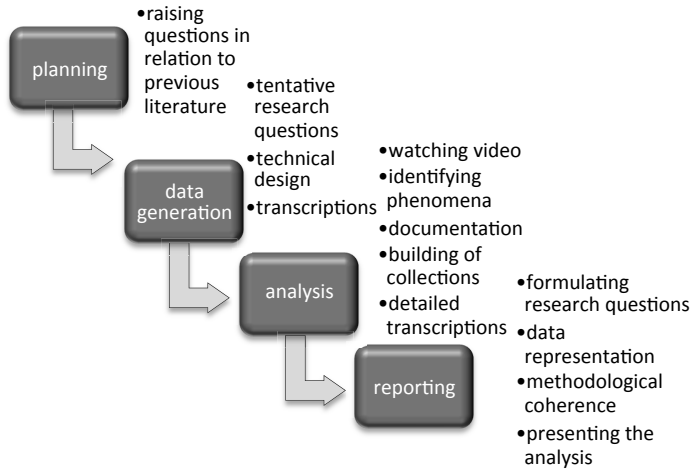 planning
•raising
questions in
relation to
previous
literature
data
generation
•tentative
research
questions
•technical
design
•transcriptions
analysis
•watching video
•identifying
phenomena
•documentation
•building of
collections
•detailed
transcriptions
reporting
•formulating
research questions
•data
representation
•methodological
coherence
•presenting the
analysis